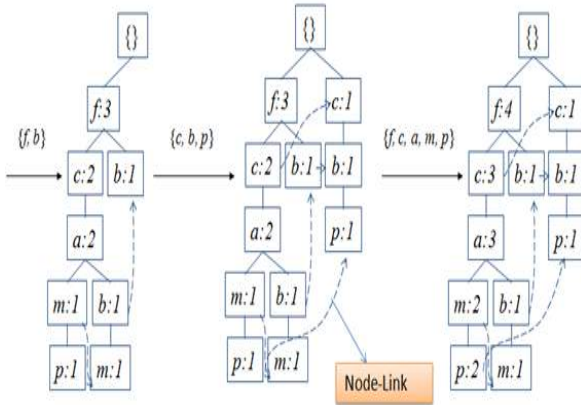 {}
{}
{}
f:3
f:3
c:1
f:4
c:1
{f, b}
{c, b, p}
{f, c, a, m, p}
c:2
b:1
c:2
b:1
b:1
c:3
b:1
b:1
a:2
a:2
p:1
a:3
p:1
m:1
b:1
m:1
b:1
m:2
b:1
p:1
m:1
p:1
m:1
p:2
m:1
Node-Link